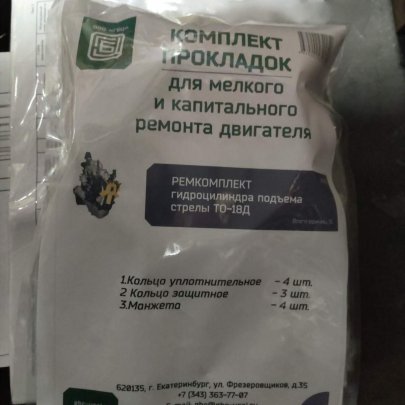 КОМПЛЕКТ
ПРОКЛАДОК
для мелкого
и капитального
ремонта двигателя
РЕМКОМПЛЕКТ
гидроцилиндра подъема
стрелы ТО-18Д
1.Кольцо уплотнительное - 4 шт.
2 Кольцо защитное - 3 шт.
3.Манжета - 4 шт.
620135, г. Екатеринбург, ул. Фрезеровщиков, д.35
+7 (343) 363-77-07